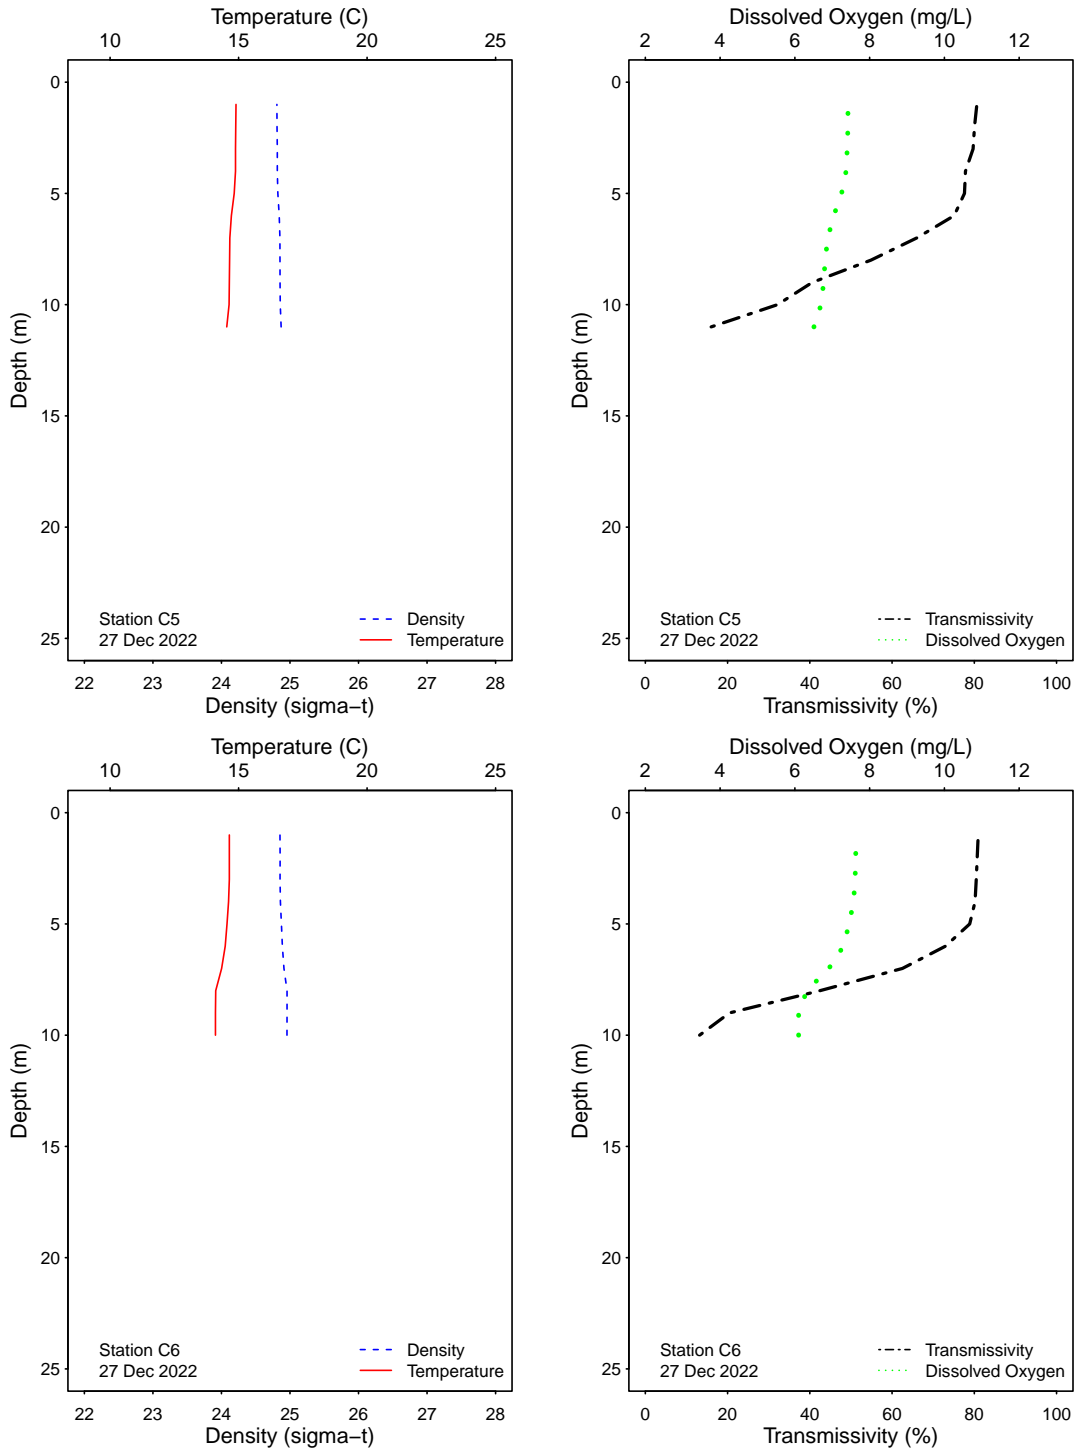 Temperature (C)
10 15 20 25
0
5
10
15
20
25
Depth (m)
Station C5
27 Dec 2022
Density
Temperature
22 23 24 25 26 27 28
Density (sigma−t)
Dissolved Oxygen (mg/L)
2 4 6 8 10 12
0
5
10
15
20
25
Depth (m)
Station C5
27 Dec 2022
Transmissivity
Dissolved Oxygen
0 20 40 60 80 100
Transmissivity (%)
Temperature (C)
10 15 20 25
0
5
10
15
20
25
Depth (m)
Station C6
27 Dec 2022
Density
Temperature
22 23 24 25 26 27 28
Density (sigma−t)
Dissolved Oxygen (mg/L)
2 4 6 8 10 12
0
5
10
15
20
25
Depth (m)
Station C6
27 Dec 2022
Transmissivity
Dissolved Oxygen
0 20 40 60 80 100
Transmissivity (%)